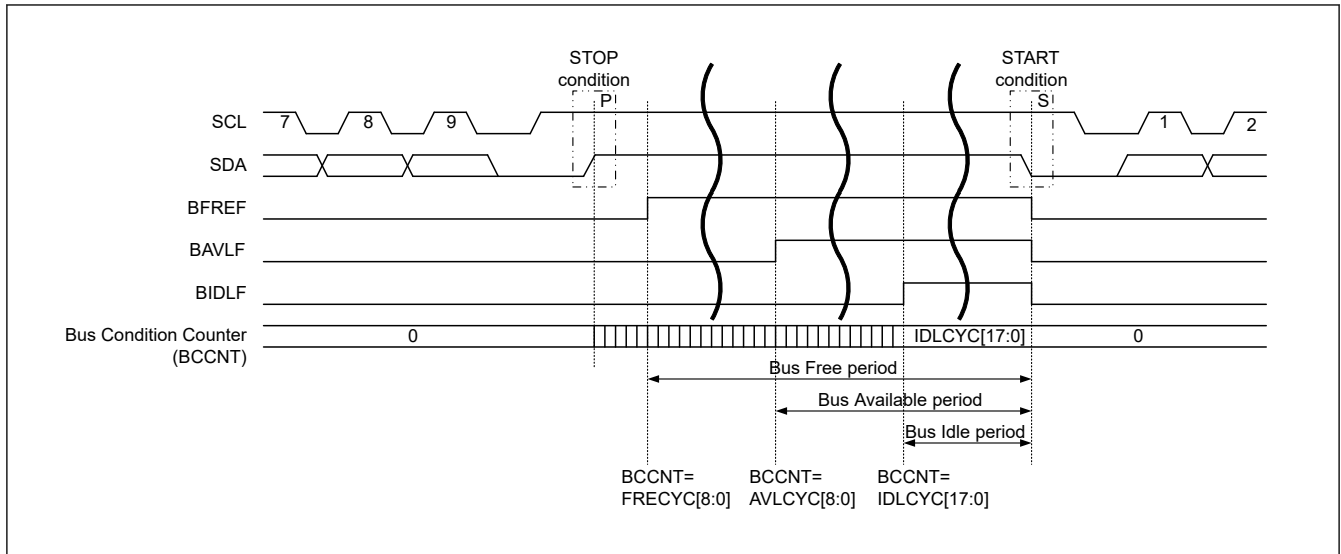 STOP
condition
START
condition
P
S
SCL
7
8
9
1
2
SDA
BFREF
BAVLF
BIDLF
Bus Condition Counter
(BCCNT)
0
IDLCYC[17:0]
0
Bus Free period
Bus Available period
Bus Idle period
BCCNT=
FRECYC[8:0]
BCCNT=
AVLCYC[8:0]
BCCNT=
IDLCYC[17:0]